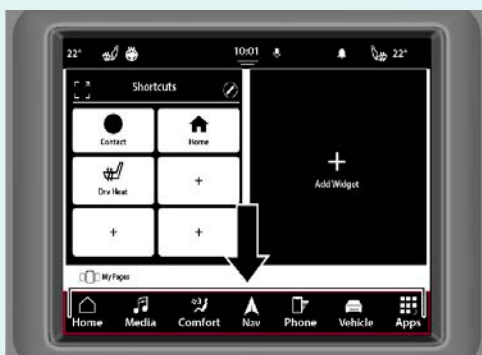 22° 10:01 22°
Shortcuts
Contact Home
Drv Heat +
+ +
+
Add Widget
My Pages
Home Media Comfort Nav Phone Vehicle Apps